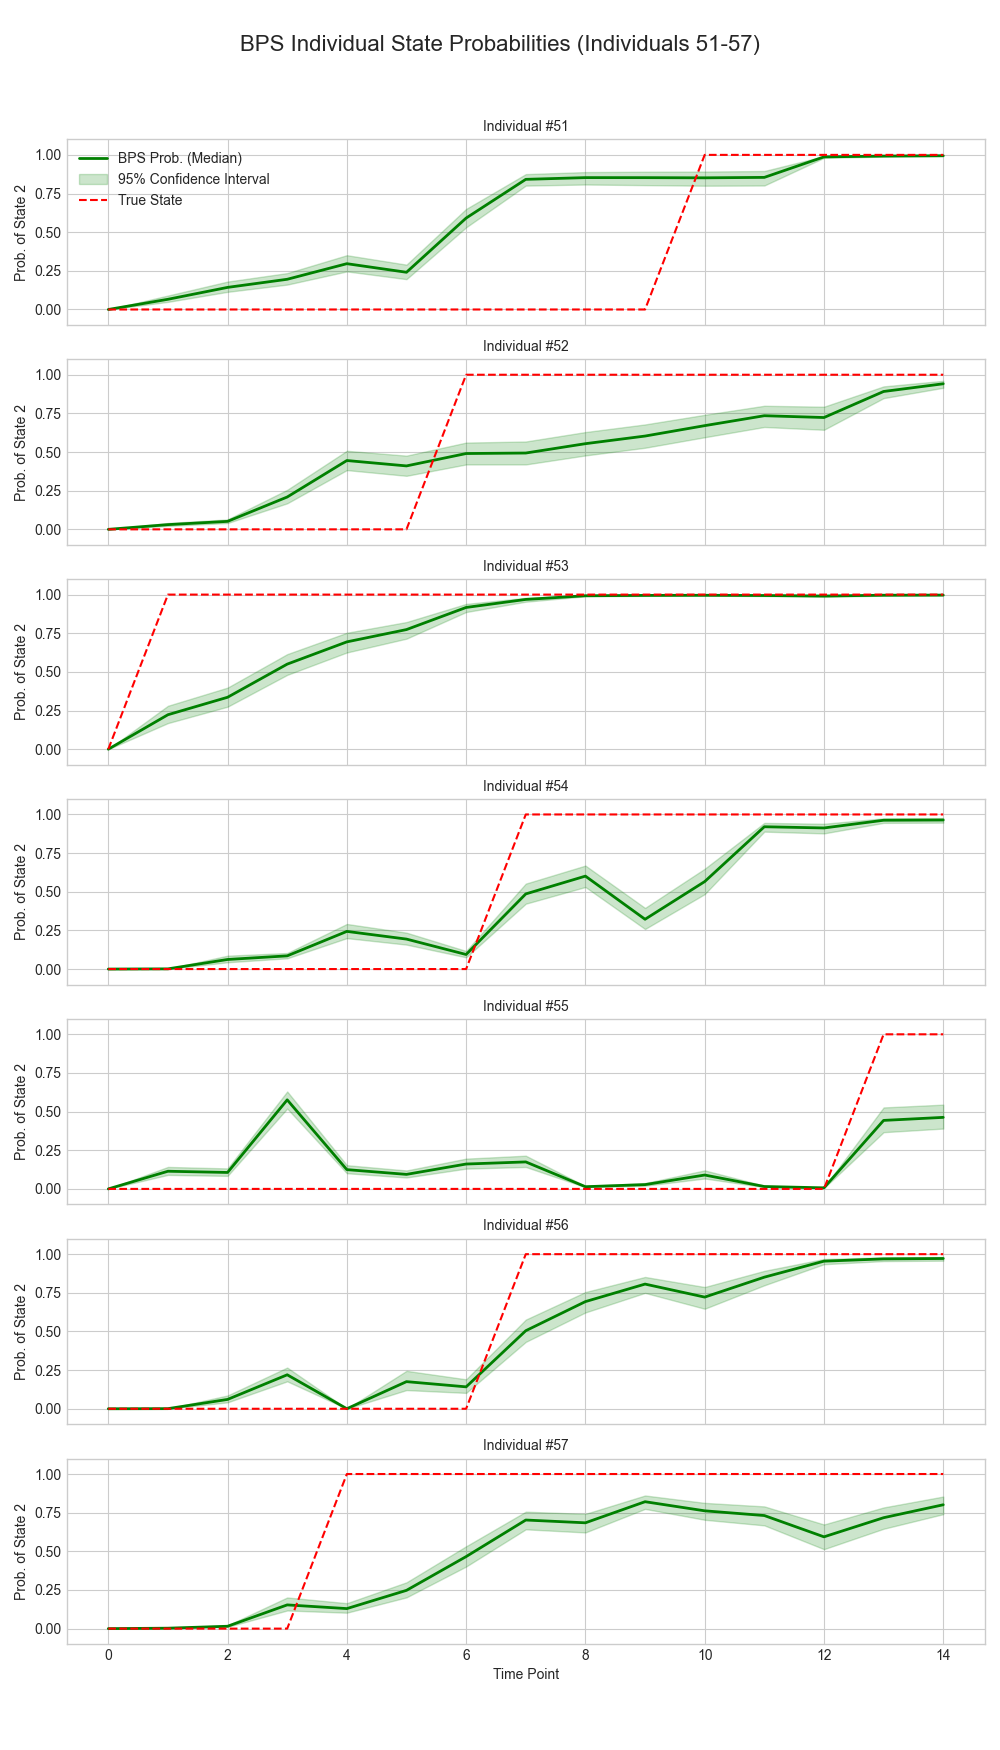 BPS Individual State Probabilities (Individuals 51-57)
Individual #51
1.00
0.75
0.50
0.25
0.00
Prob. of State 2
BPS Prob. (Median)
95% Confidence Interval
True State
Individual #52
1.00
0.75
0.50
0.25
0.00
Prob. of State 2
Individual #53
1.00
0.75
0.50
0.25
0.00
Prob. of State 2
Individual #54
1.00
0.75
0.50
0.25
0.00
Prob. of State 2
Individual #55
1.00
0.75
0.50
0.25
0.00
Prob. of State 2
Individual #56
1.00
0.75
0.50
0.25
0.00
Prob. of State 2
Individual #57
1.00
0.75
0.50
0.25
0.00
Prob. of State 2
0 2 4 6 8 10 12 14
Time Point